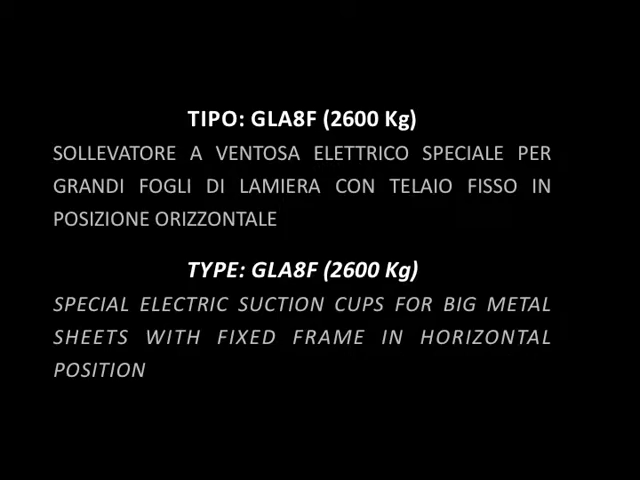 TIPO: GLA8F (2600 Kg)
SOLLEVATORE A VENTOSA ELETTRICO SPECIALE PER
GRANDI FOGLI DI LAMIERA CON TELAIO FISSO IN
POSIZIONE ORIZZONTALE
TYPE: GLA8F (2600 Kg)
SPECIAL ELECTRIC SUCTION CUPS FOR BIG METAL
SHEETS WITH FIXED FRAME IN HORIZONTAL
POSITION